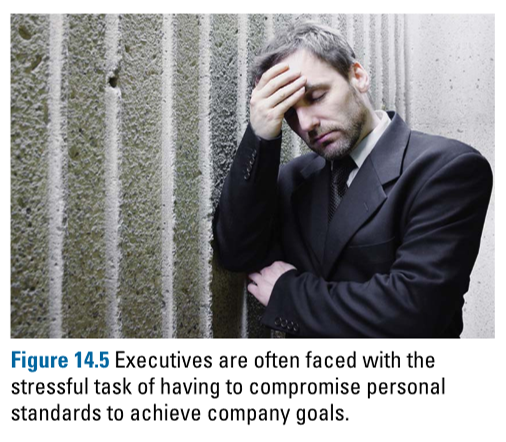 Figure 14.5 Executives are often faced with the
stressful task of having to compromise personal
standards to achieve company goals.